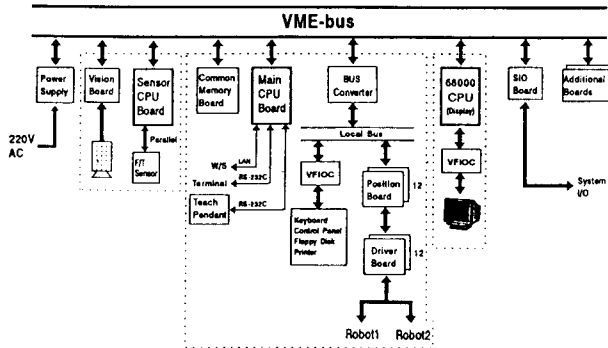 VME-bus
Power
Supply
Vision
Board
Sensor
CPU
Board
Common
Memory
Board
Main
CPU
Board
BUS
Converter
68000
CPU
(Display)
SIO
Board
Additional
Boards
220V
AC
Parallel
F/T
Sensor
Local Bus
W/S
LAN
Terminal
RS-232C
Teach
Pendant
RS-232C
VFIOC
Position
Board
12
VFIOC
Keyboard
Control Panel
Floppy Disk
Printer
Driver
Board
12
System
I/O
Robot1
Robot2